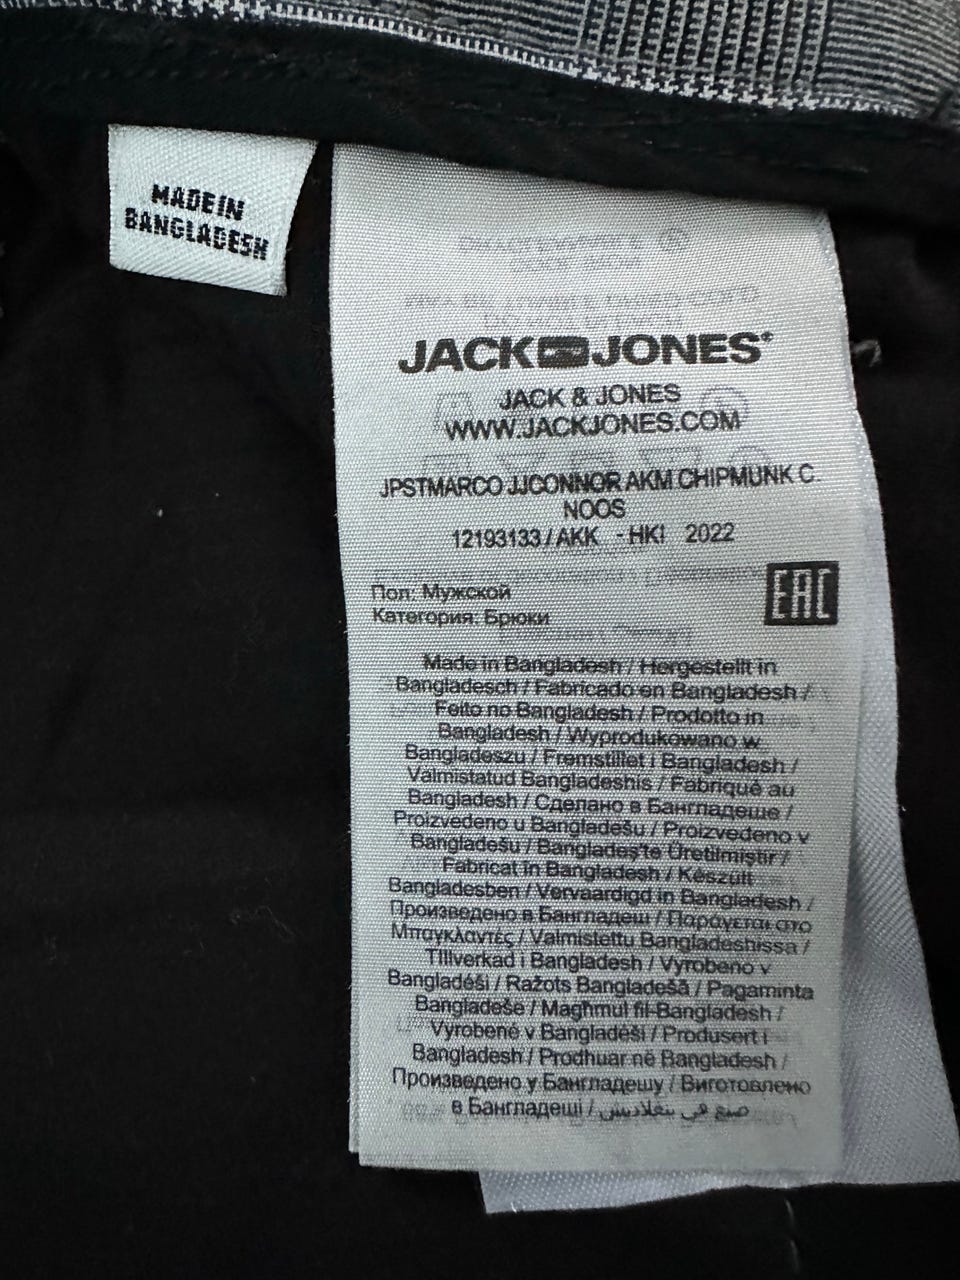 MADE IN
BANGLADESH
JACK JONES®
JACK & JONES
WWW.JACKJONES.COM
JPSTMARCO JJCONNOR AKM CHIPMUNK C.
NOOS
12193133 / AKK - HKI 2022
Пол: Мужской
Категория: Брюки
EAC
Made in Bangladesh / Hergestellt in
Bangladesch / Fabricado en Bangladesh /
Feito no Bangladesh / Prodotto in
Bangladesh / Wyprodukowano w
Bangladeszu / Fremstillet i Bangladesh /
Valmistatud Bangladeshis / Fabriqué au
Bangladesh / Сделано в Бангладеше /
Proizvedeno u Bangladešu / Proizvedeno v
Bangladešu / Bangladeş'te Üretilmiştir /
Fabricat în Bangladesh / Készült
Bangladesben / Vervaardigd in Bangladesh /
Произведено в Бангладеш / Παράγεται στο
Μπαγκλαντές / Valmistettu Bangladeshissa /
Tillverkad i Bangladesh / Vyrobeno v
Bangladéši / Ražots Bangladešā / Pagaminta
Bangladeše / Magħmul fil-Bangladesh /
Vyrobené v Bangladéši / Produsert i
Bangladesh / Prodhuar në Bangladesh /
Произведено у Бангладешу / Виготовлено
в Бангладеші / صنع في بنغلاديش